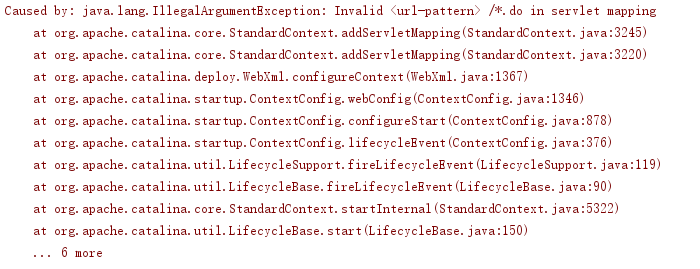 Caused by: java.lang.IllegalArgumentException: Invalid <url-pattern> /*.do in servlet mapping
at org.apache.catalina.core.StandardContext.addServletMapping(StandardContext.java:3245)
at org.apache.catalina.core.StandardContext.addServletMapping(StandardContext.java:3220)
at org.apache.catalina.deploy.WebXml.configureContext(WebXml.java:1367)
at org.apache.catalina.startup.ContextConfig.webConfig(ContextConfig.java:1346)
at org.apache.catalina.startup.ContextConfig.configureStart(ContextConfig.java:878)
at org.apache.catalina.startup.ContextConfig.lifecycleEvent(ContextConfig.java:376)
at org.apache.catalina.util.LifecycleSupport.fireLifecycleEvent(LifecycleSupport.java:119)
at org.apache.catalina.util.LifecycleBase.fireLifecycleEvent(LifecycleBase.java:90)
at org.apache.catalina.core.StandardContext.startInternal(StandardContext.java:5322)
at org.apache.catalina.util.LifecycleBase.start(LifecycleBase.java:150)
... 6 more